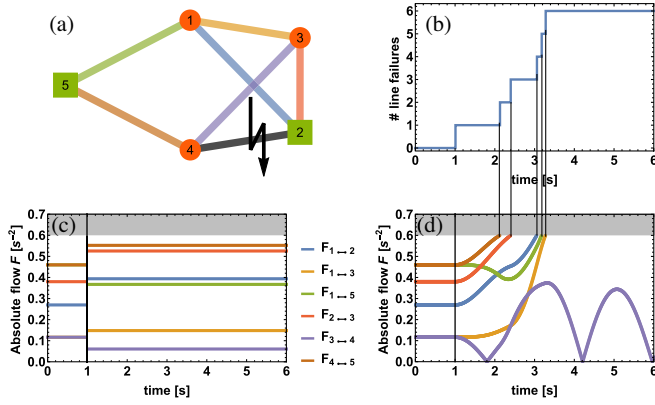 (a)
1
3
5
2
4
(b)
# line failures
6
5
4
3
2
1
0
0 1 2 3 4 5 6
time [s]
(c)
Absolute flow F [s⁻²]
0.7
0.6
0.5
0.4
0.3
0.2
0.1
0.0
0 1 2 3 4 5 6
time [s]
F1↔2
F1↔3
F1↔5
F2↔3
F3↔4
F4↔5
(d)
Absolute flow F [s⁻²]
0.7
0.6
0.5
0.4
0.3
0.2
0.1
0.0
0 1 2 3 4 5 6
time [s]